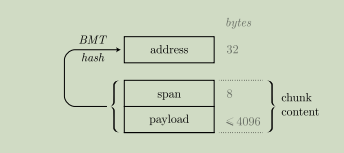 bytes
BMT
hash
address 32
span 8
payload ⩽ 4096
chunk
content